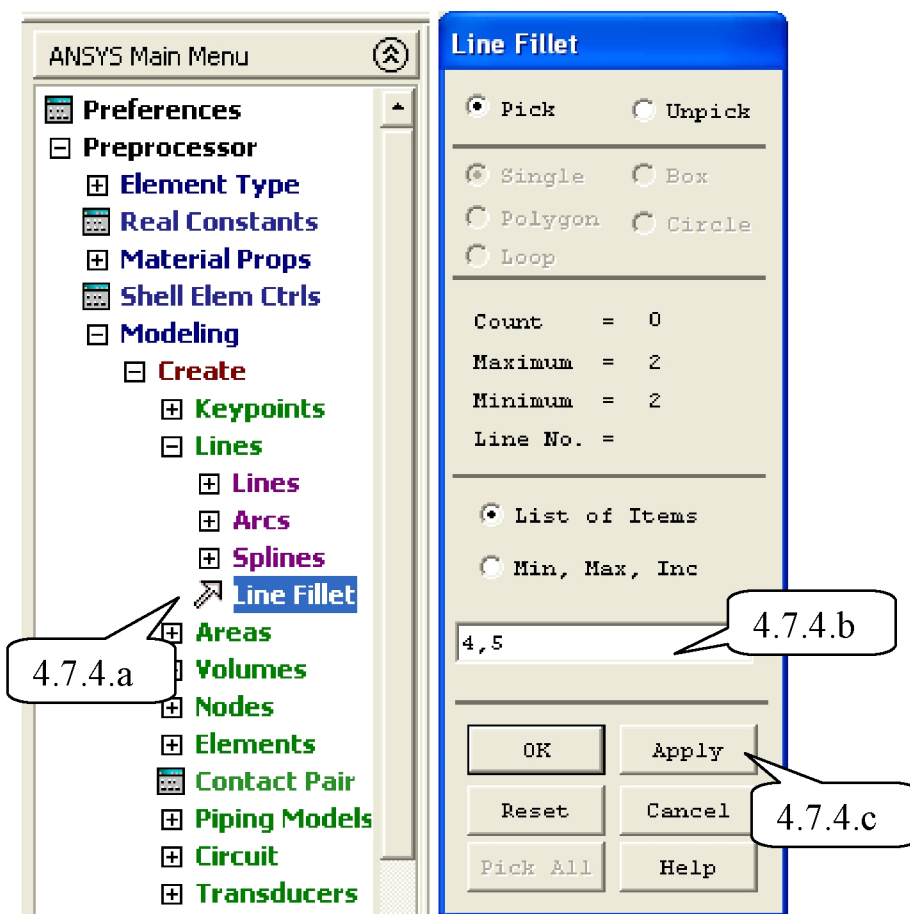 ANSYS Main Menu
Preferences
Preprocessor
Element Type
Real Constants
Material Props
Shell Elem Ctrls
Modeling
Create
Keypoints
Lines
Lines
Arcs
Splines
Line Fillet
Areas
Volumes
Nodes
Elements
Contact Pair
Piping Models
Circuit
Transducers
4.7.4.a
Line Fillet
Pick Unpick
Single Box
Polygon Circle
Loop
Count = 0
Maximum = 2
Minimum = 2
Line No. =
List of Items
Min, Max, Inc
4,5
4.7.4.b
OK Apply
Reset Cancel
4.7.4.c
Pick All Help